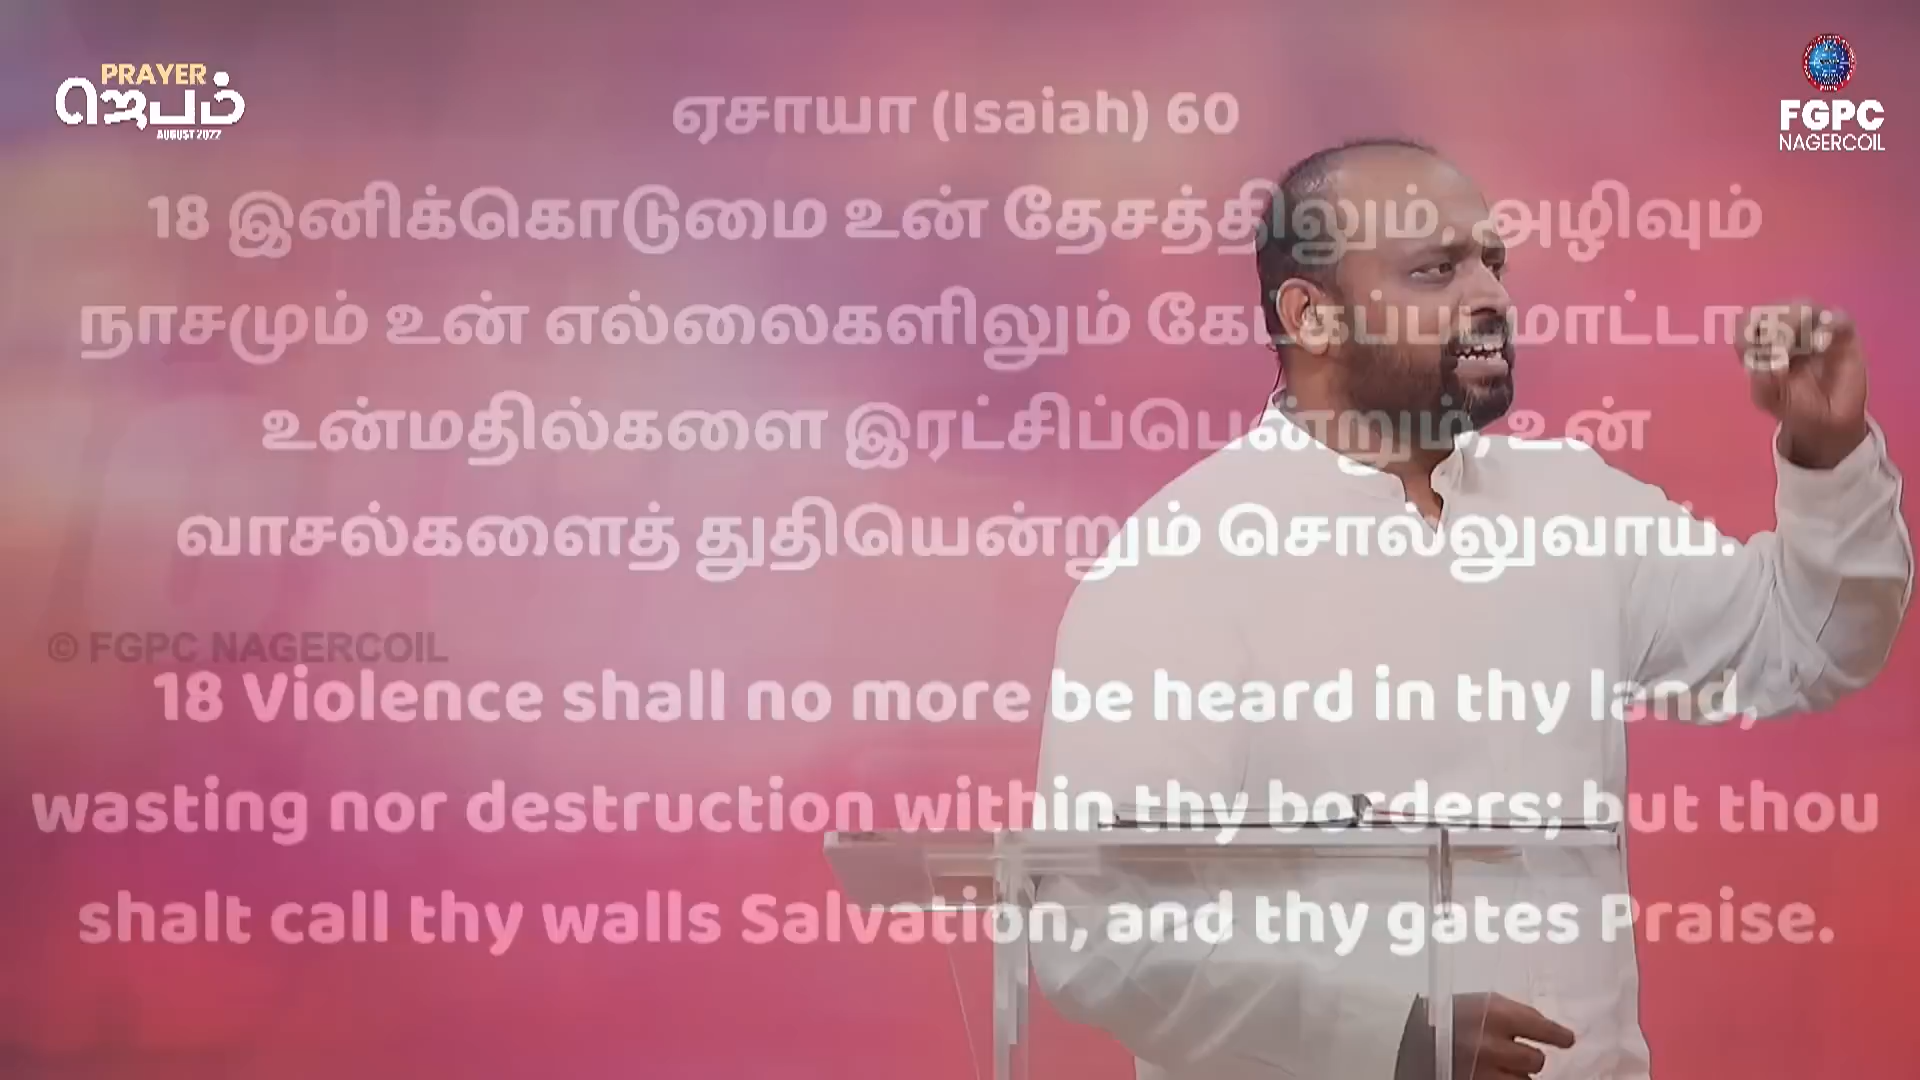 PRAYER
ஜெபம்
AUGUST 2022
FGPC
NAGERCOIL
ஏசாயா (Isaiah) 60
18 இனிக்கொடுமை உன் தேசத்திலும், அழிவும்
நாசமும் உன் எல்லைகளிலும் கேட்கப்படமாட்டாது;
உன்மதில்களை இரட்சிப்பென்றும், உன்
வாசல்களைத் துதியென்றும் சொல்லுவாய்.
© FGPC NAGERCOIL
18 Violence shall no more be heard in thy land,
wasting nor destruction within thy borders; but thou
shalt call thy walls Salvation, and thy gates Praise.